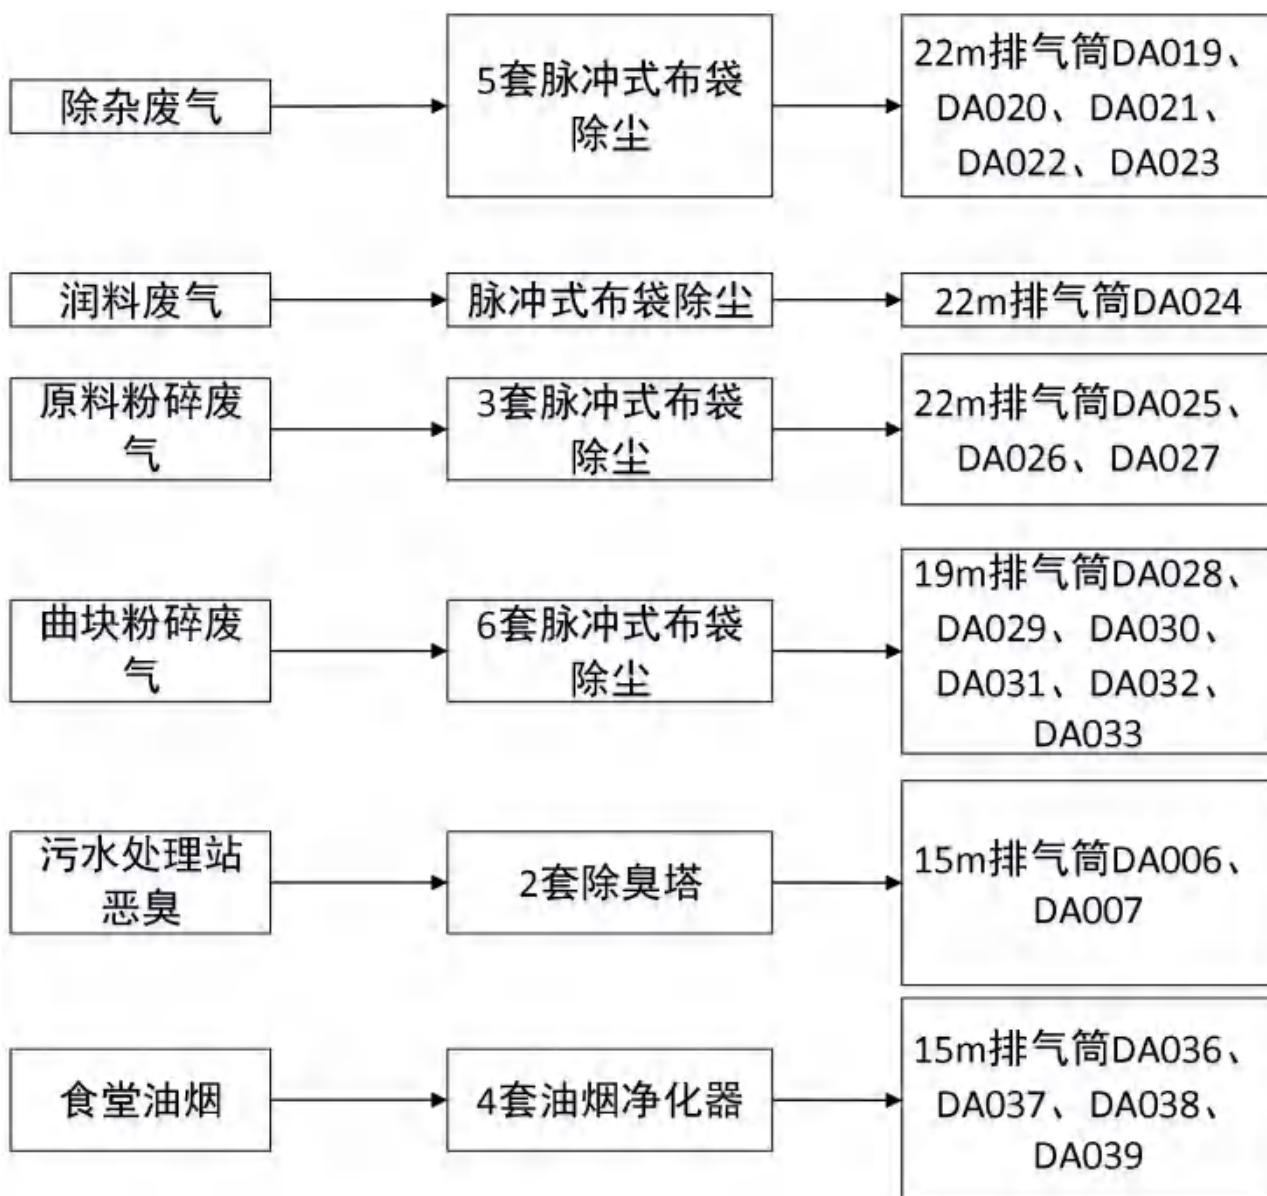 除杂废气
5套脉冲式布袋
除尘
22m排气筒DA019、
DA020、DA021、
DA022、DA023
润料废气
脉冲式布袋除尘
22m排气筒DA024
原料粉碎废
气
3套脉冲式布袋
除尘
22m排气筒DA025、
DA026、DA027
曲块粉碎废
气
6套脉冲式布袋
除尘
19m排气筒DA028、
DA029、DA030、
DA031、DA032、
DA033
污水处理站
恶臭
2套除臭塔
15m排气筒DA006、
DA007
食堂油烟
4套油烟净化器
15m排气筒DA036、
DA037、DA038、
DA039